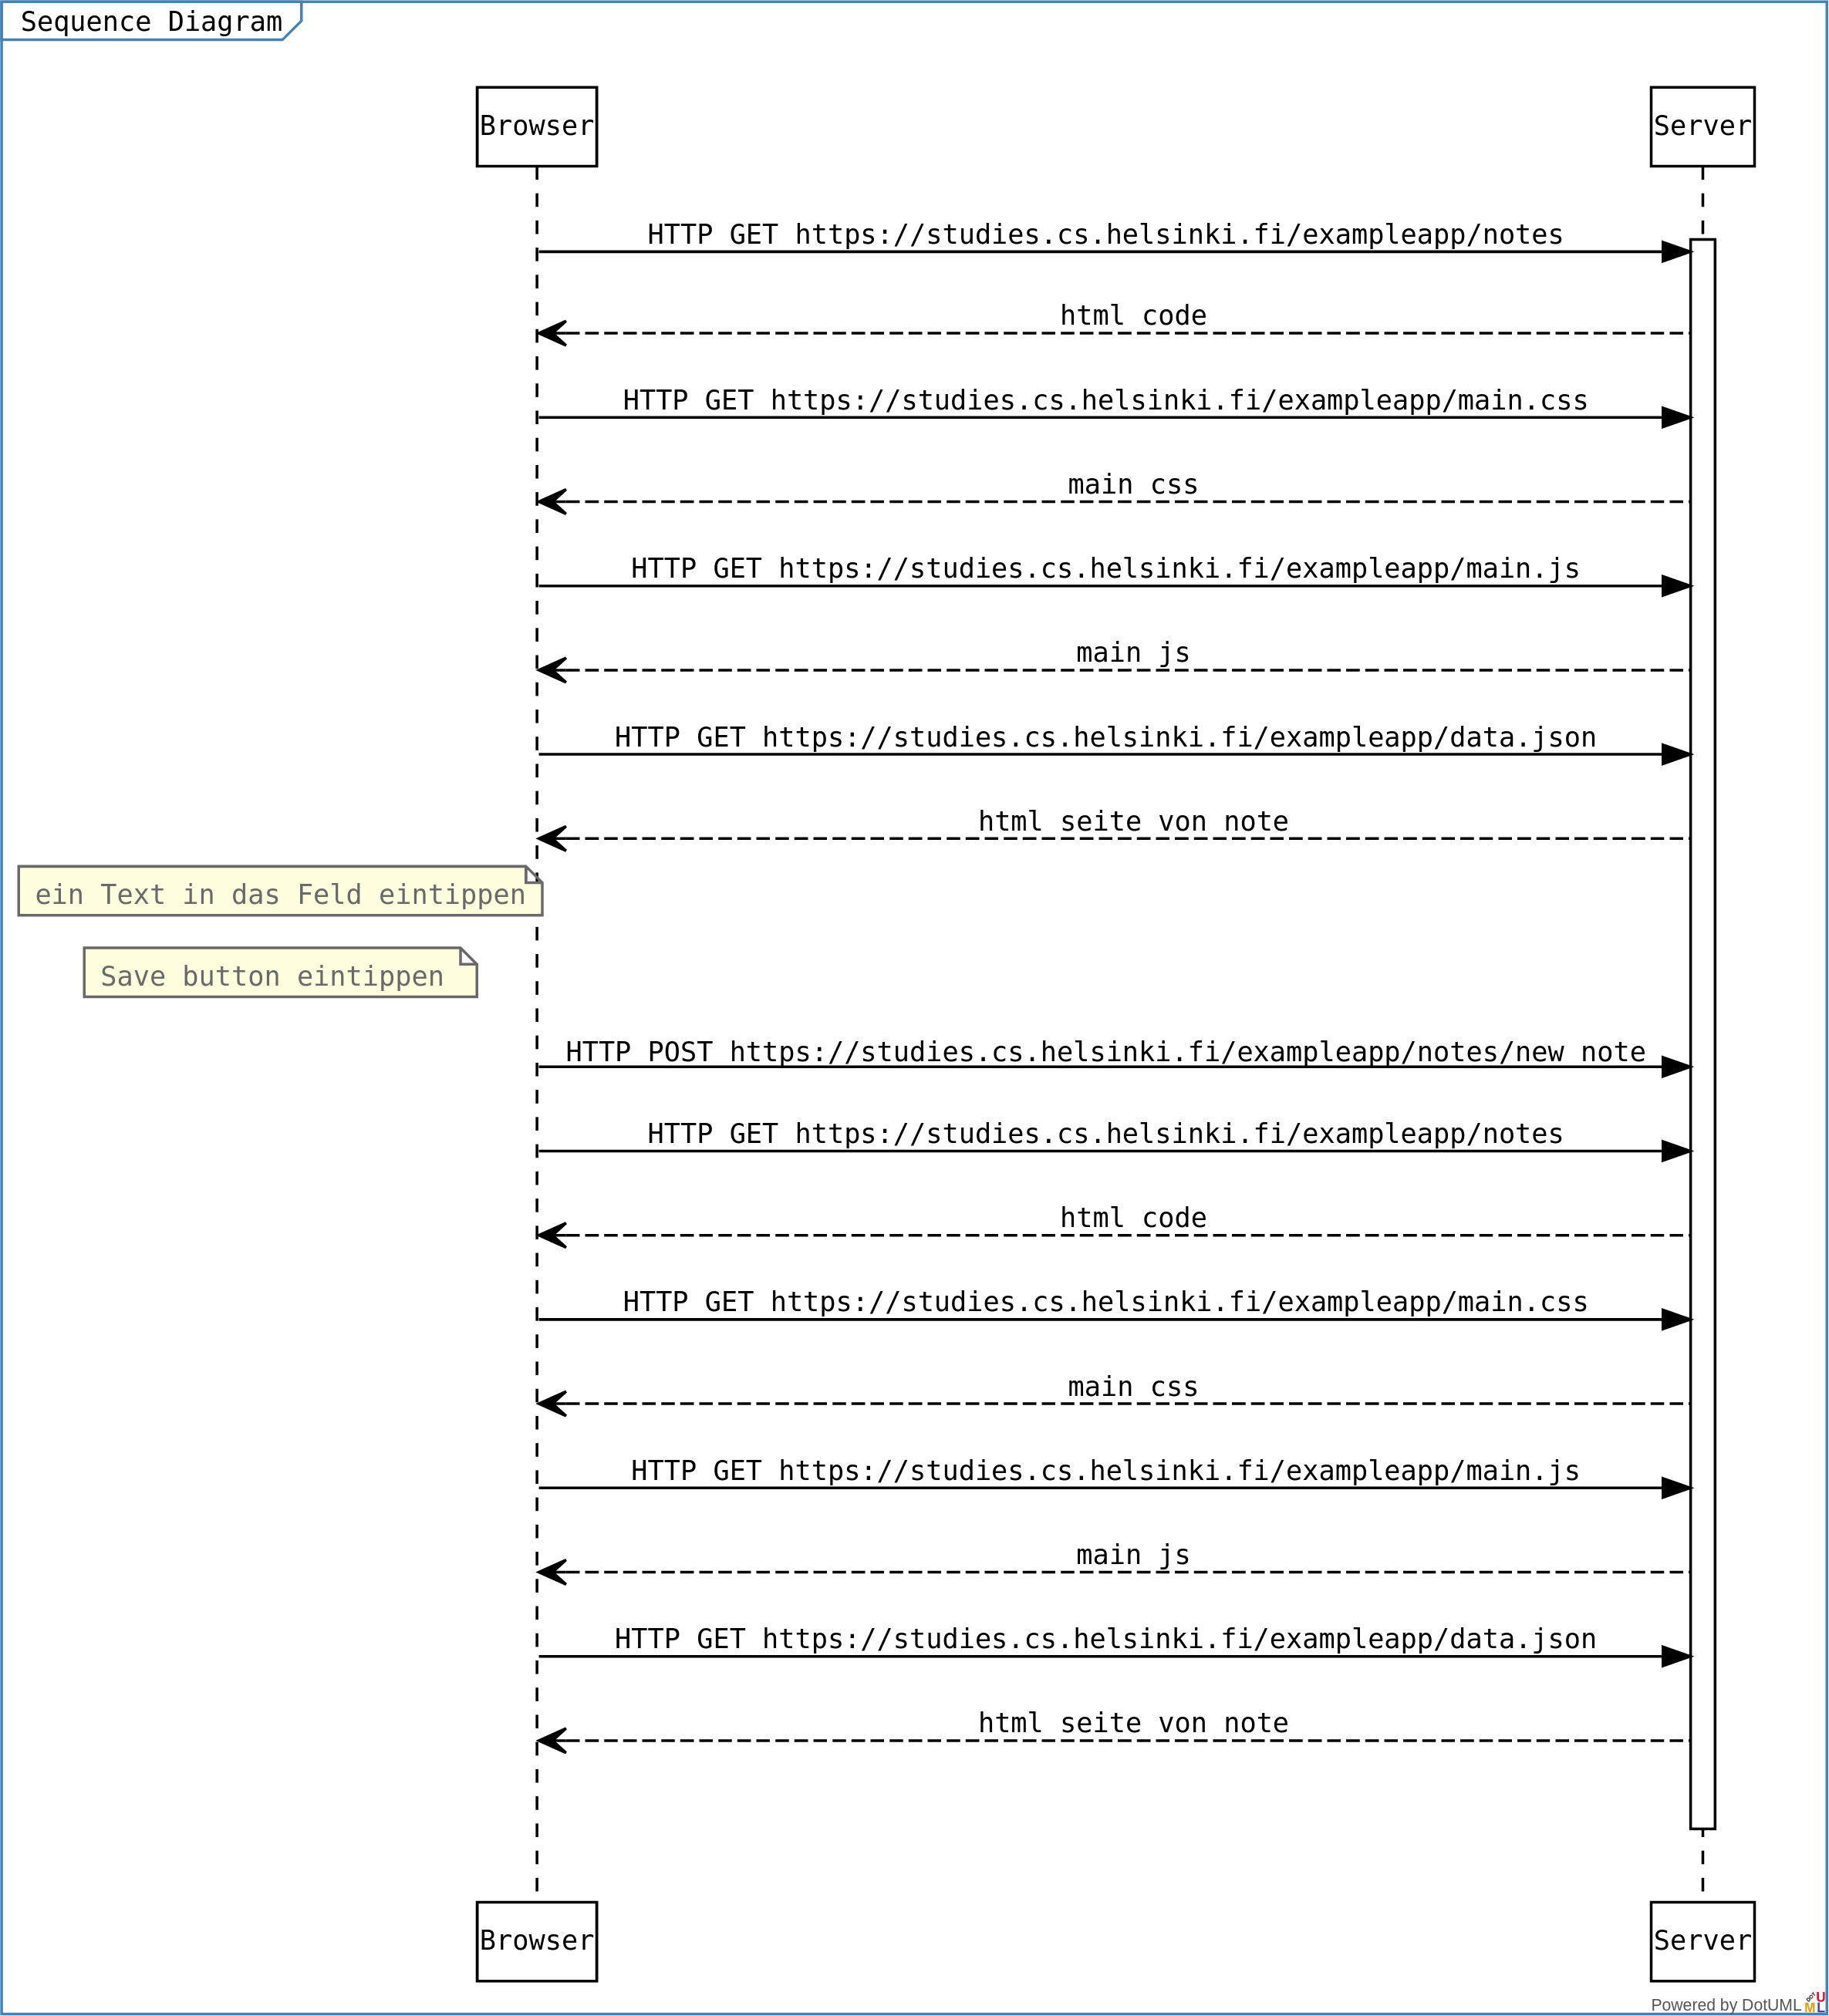 Sequence Diagram
Browser
Server
HTTP GET https://studies.cs.helsinki.fi/exampleapp/notes
html code
HTTP GET https://studies.cs.helsinki.fi/exampleapp/main.css
main css
HTTP GET https://studies.cs.helsinki.fi/exampleapp/main.js
main js
HTTP GET https://studies.cs.helsinki.fi/exampleapp/data.json
html seite von note
ein Text in das Feld eintippen
Save button eintippen
HTTP POST https://studies.cs.helsinki.fi/exampleapp/notes/new note
HTTP GET https://studies.cs.helsinki.fi/exampleapp/notes
html code
HTTP GET https://studies.cs.helsinki.fi/exampleapp/main.css
main css
HTTP GET https://studies.cs.helsinki.fi/exampleapp/main.js
main js
HTTP GET https://studies.cs.helsinki.fi/exampleapp/data.json
html seite von note
Browser
Server
Powered by DotUML
dot UML